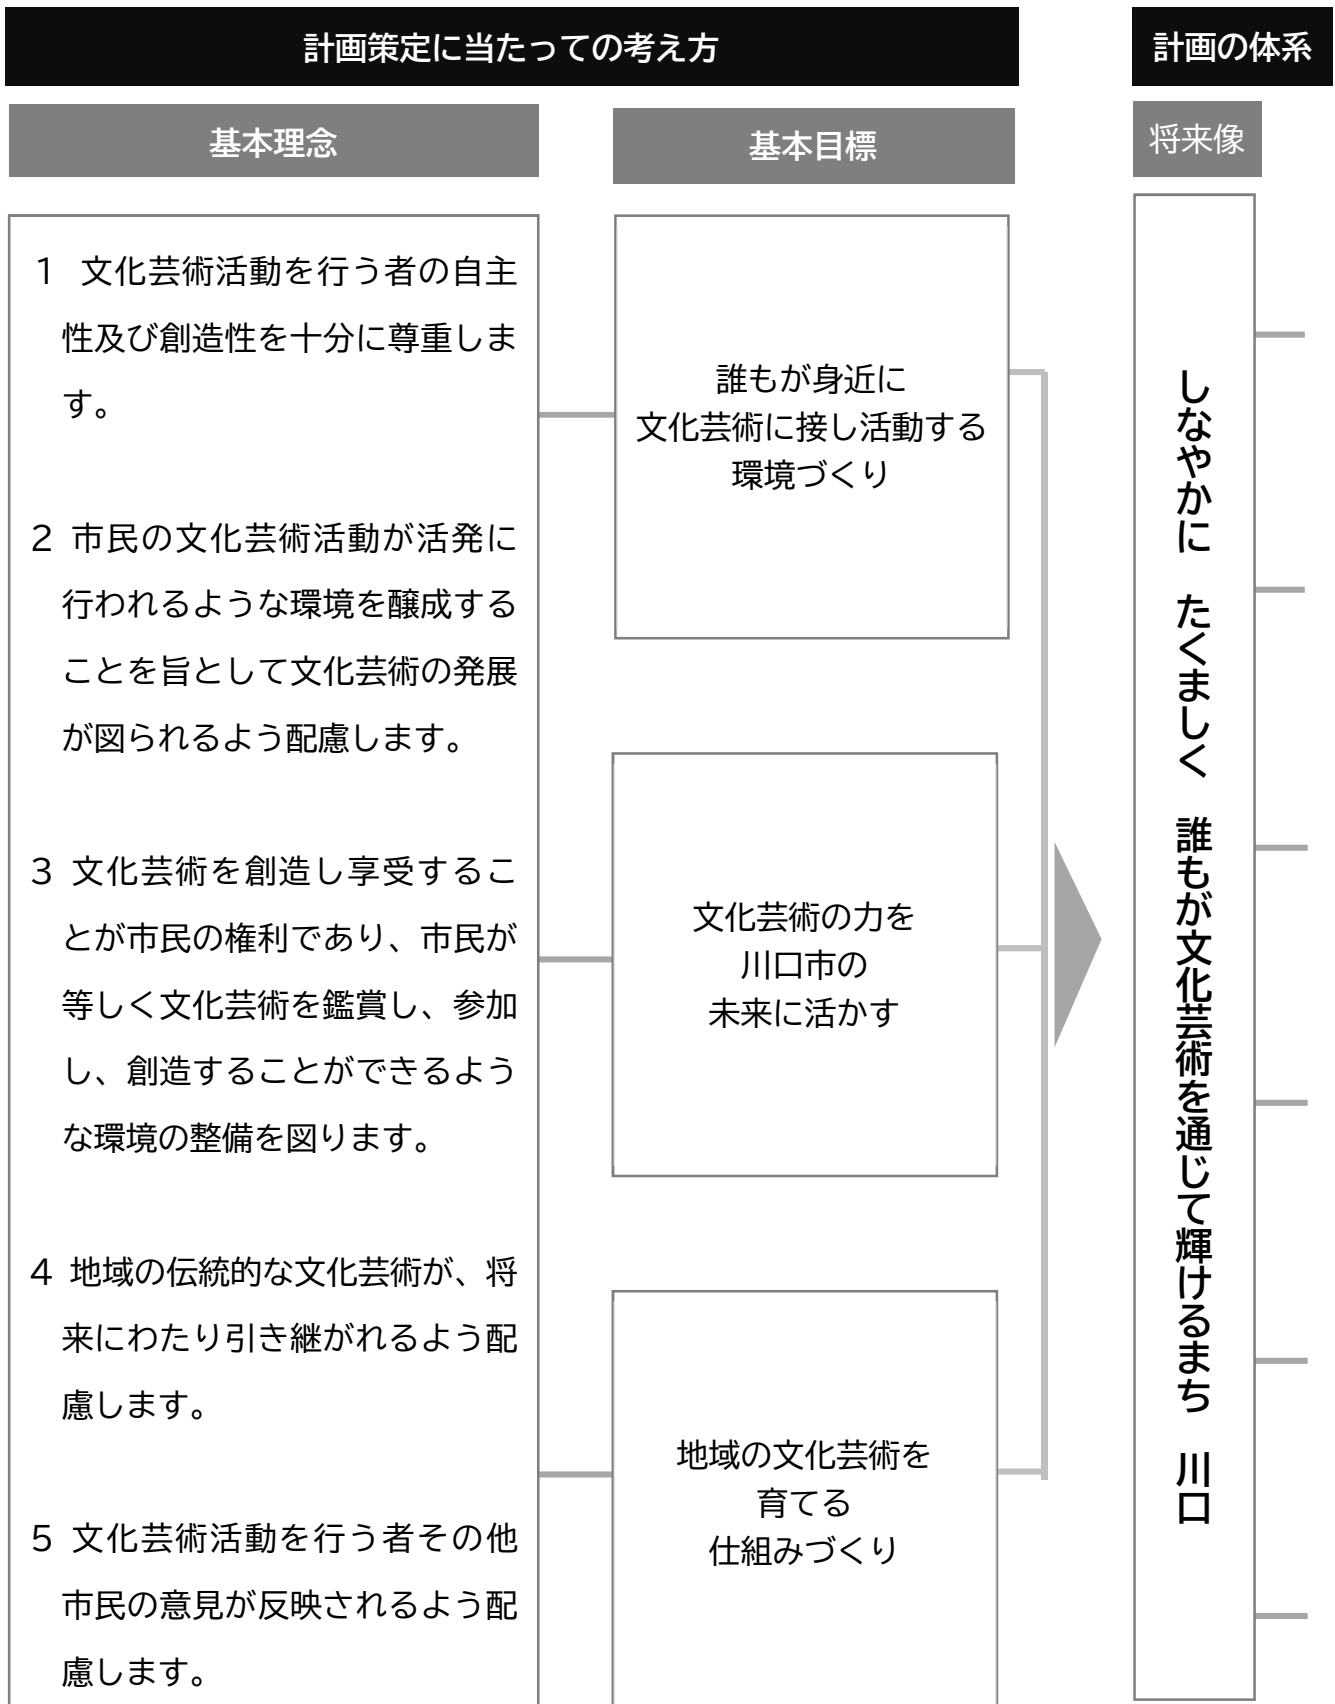 計画策定に当たっての考え方
計画の体系
基本理念
基本目標
将来像
1 文化芸術活動を行う者の自主
性及び創造性を十分に尊重しま
す。
2 市民の文化芸術活動が活発に
行われるような環境を醸成する
ことを旨として文化芸術の発展
が図られるよう配慮します。
3 文化芸術を創造し享受するこ
とが市民の権利であり、市民が
等しく文化芸術を鑑賞し、参加
し、創造することができるよう
な環境の整備を図ります。
4 地域の伝統的な文化芸術が、将
来にわたり引き継がれるよう配
慮します。
5 文化芸術活動を行う者その他
市民の意見が反映されるよう配
慮します。
誰もが身近に
文化芸術に接し活動する
環境づくり
文化芸術の力を
川口市の
未来に活かす
地域の文化芸術を
育てる
仕組みづくり
しなやかに　たくましく　誰もが文化芸術を通じて輝けるまち　川口